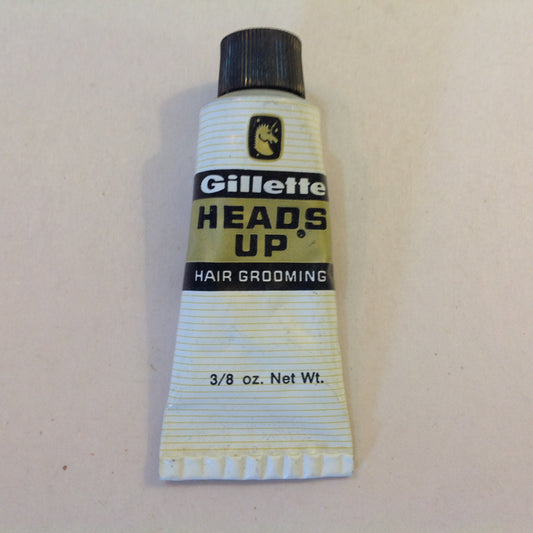 Gillette
HEADS
UP
HAIR GROOMING
3/8 oz. Net Wt.